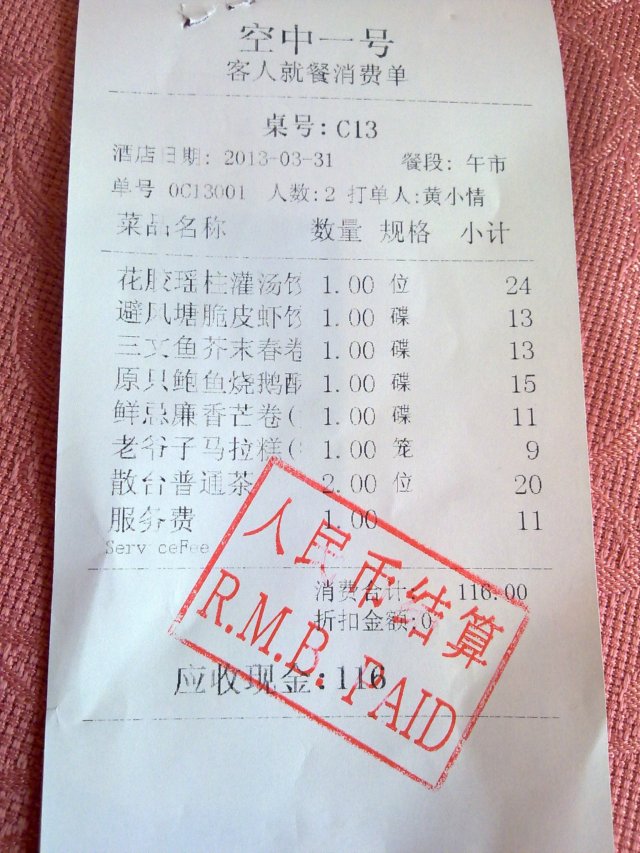 空中一号
客人就餐消费单
桌号:C13
酒店日期: 2013-03-31 餐段: 午市
单号 0C13001 人数:2 打单人:黄小情
菜品名称 数量 规格 小计
花胶瑶柱灌汤饺 1.00 位 24
避风塘脆皮虾饺 1.00 碟 13
三文鱼芥末春卷 1.00 碟 13
原只鲍鱼烧鹅酥 1.00 碟 15
鲜忌廉香芒卷( 1.00 碟 11
老爷子马拉糕( 1.00 笼 9
散台普通茶 2.00 位 20
服务费 1.00 11
Serv ceFee
消费合计: 116.00
折扣金额:0
应收现金:116
人民币结算
R.M.B. PAID